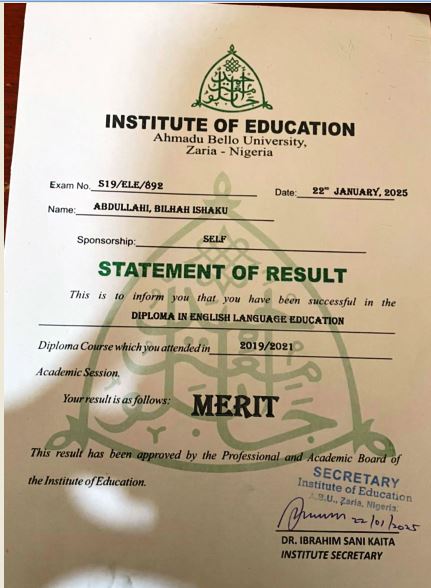 INSTITUTE OF EDUCATION
Ahmadu Bello University,
Zaria - Nigeria
Exam No. S19/ELE/892
Date: 22ND JANUARY, 2025
Name: ABDULLAHI, BILHAH ISHAKU
Sponsorship: SELF
STATEMENT OF RESULT
This is to inform you that you have been successful in the
DIPLOMA IN ENGLISH LANGUAGE EDUCATION
Diploma Course which you attended in 2019/2021
Academic Session.
Your result is as follows: MERIT
This result has been approved by the Professional and Academic Board of
the Institute of Education.
SECRETARY
Institute of Education
A.B.U., Zaria, Nigeria.
22/01/2025
DR. IBRAHIM SANI KAITA
INSTITUTE SECRETARY